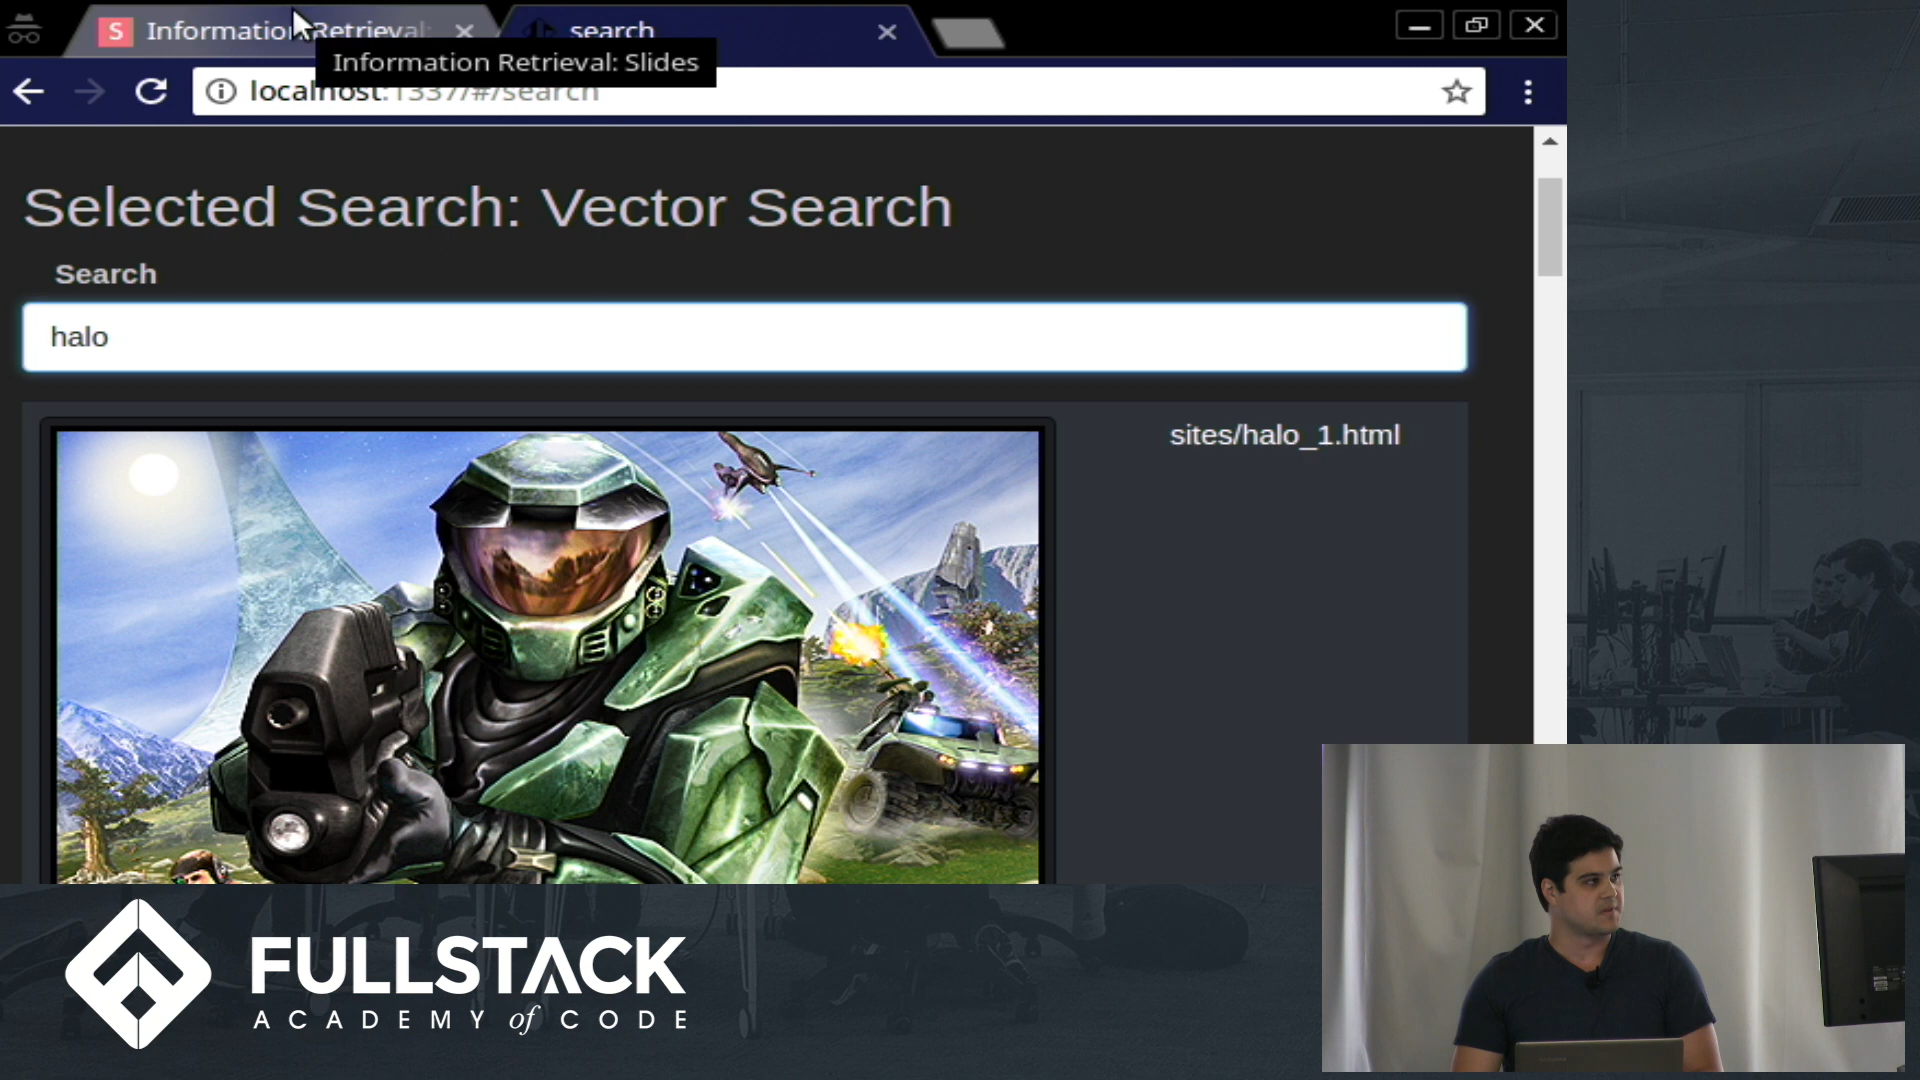 S Information Retrieval:
search
Information Retrieval: Slides
localhost:1337/#/search
Selected Search: Vector Search
Search
halo
sites/halo_1.html
FULLSTACK
ACADEMY of CODE